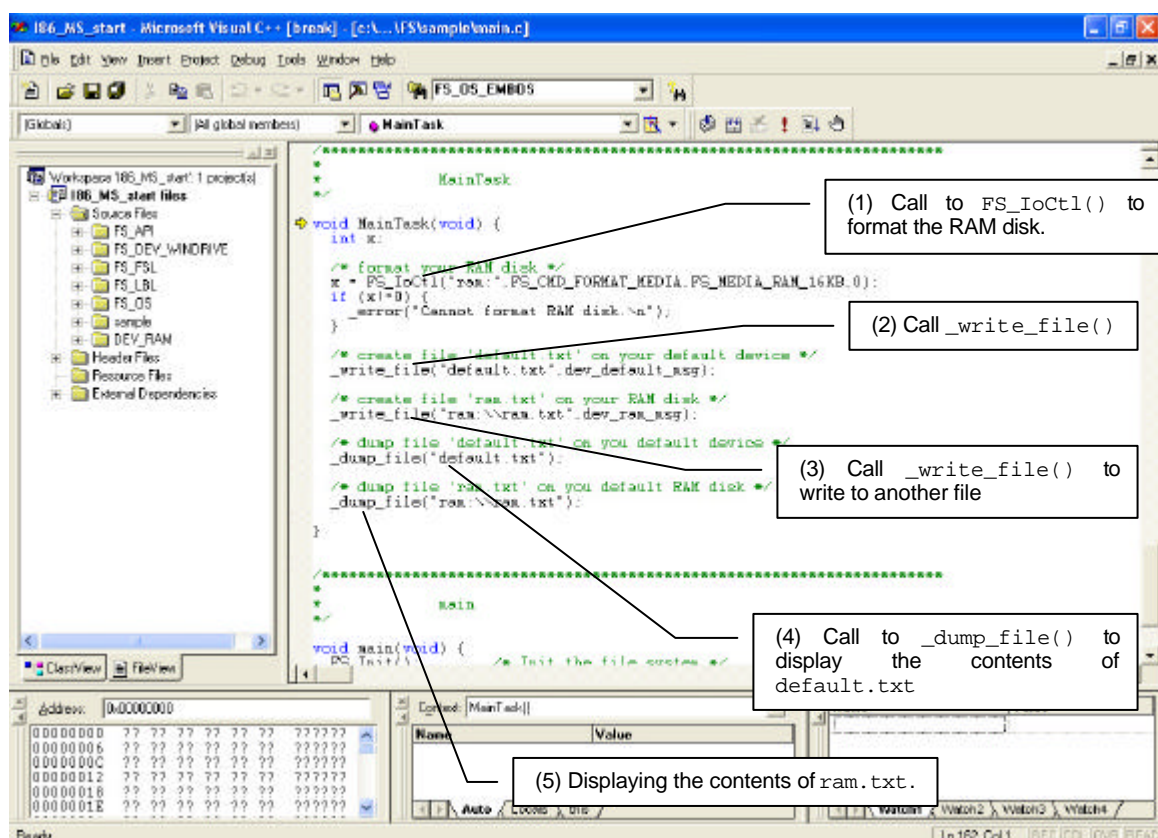 I86_MS_start - Microsoft Visual C++ [break] - [c:\...\FS\sample\main.c]
File Edit View Insert Project Debug Tools Window Help
FS_OS_EMBOS
(Globals) (All global members) MainTask
Workspace 'I86_MS_start': 1 project(s)
I86_MS_start files
Source Files
FS_API
FS_DEV_WINDRIVE
FS_FSL
FS_LBL
FS_OS
sample
DEV_RAM
Header Files
Resource Files
External Dependencies
ClassView FileView
/*********************************************************************
*
* MainTask
*/
void MainTask(void) {
int x;
/* format your RAM disk */
x = FS_IoCtl("ram:",FS_CMD_FORMAT_MEDIA,FS_MEDIA_RAM_16KB,0);
if (x!=0) {
_error("Cannot format RAM disk.\n");
}
/* create file 'default.txt' on your default device */
_write_file("default.txt",dev_default_msg);
/* create file 'ram.txt' on your RAM disk */
_write_file("ram:\\ram.txt",dev_ram_msg);
/* dump file 'default.txt' on you default device */
_dump_file("default.txt");
/* dump file 'ram.txt' on you default RAM disk */
_dump_file("ram:\\ram.txt");
}
/*********************************************************************
*
* main
*/
void main(void) {
FS_Init(); /* Init the file system */
(1) Call to FS_IoCtl() to
format the RAM disk.
(2) Call _write_file()
(3) Call _write_file() to
write to another file
(4) Call to _dump_file() to
display the contents of
default.txt
(5) Displaying the contents of ram.txt.
Address: 0x00000000
00000000 ?? ?? ?? ?? ?? ?? ??????
00000006 ?? ?? ?? ?? ?? ?? ??????
0000000C ?? ?? ?? ?? ?? ?? ??????
00000012 ?? ?? ?? ?? ?? ?? ??????
00000018 ?? ?? ?? ?? ?? ?? ??????
0000001E ?? ?? ?? ?? ?? ?? ??????
Context: MainTask()
Name Value
Auto Locals this
Watch1 Watch2 Watch3 Watch4
Ready
Ln 162, Col 1 REC COL OVR READ